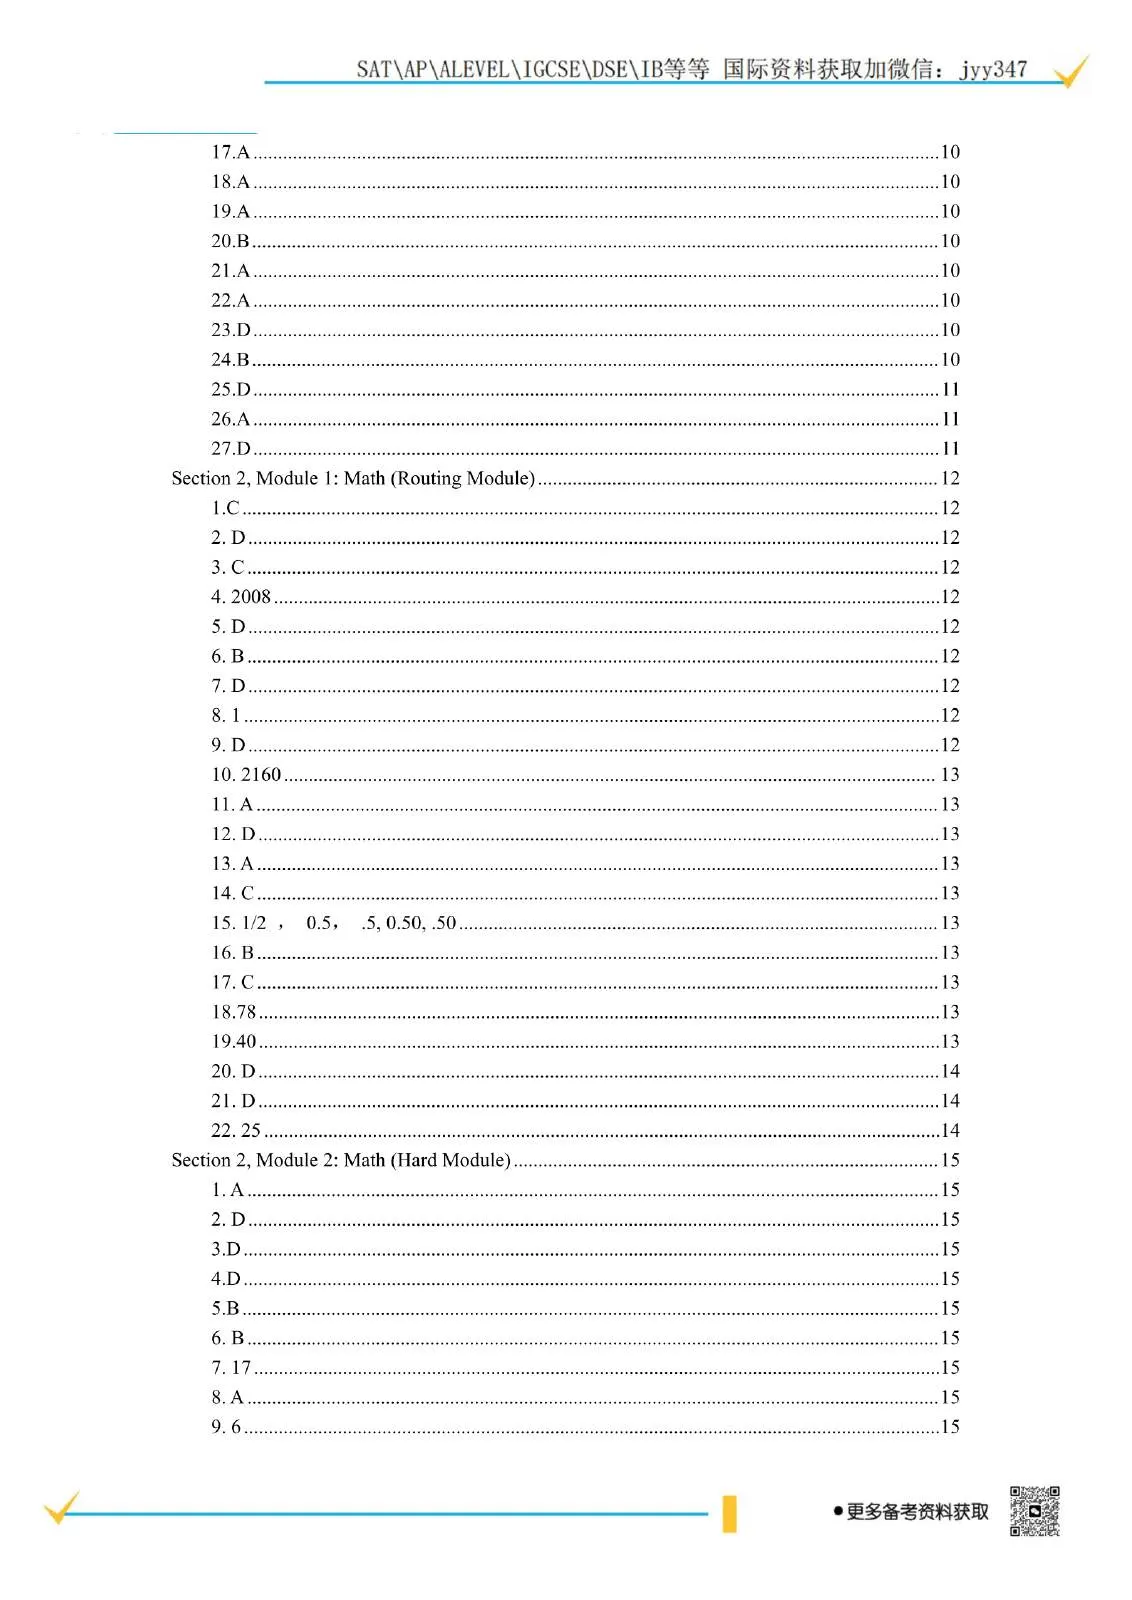 SAT\AP\ALEVEL\IGCSE\DSE\IB等等 国际资料获取加微信：jyy347
17.A........10
18.A........10
19.A........10
20.B........10
21.A........10
22.A........10
23.D........10
24.B........10
25.D........11
26.A........11
27.D........11
Section 2, Module 1: Math (Routing Module)........12
1.C........12
2. D........12
3. C........12
4. 2008........12
5. D........12
6. B........12
7. D........12
8. 1........12
9. D........12
10. 2160........13
11. A........13
12. D........13
13. A........13
14. C........13
15. 1/2 ， 0.5， .5, 0.50, .50........13
16. B........13
17. C........13
18.78........13
19.40........13
20. D........14
21. D........14
22. 25........14
Section 2, Module 2: Math (Hard Module)........15
1. A........15
2. D........15
3.D........15
4.D........15
5.B........15
6. B........15
7. 17........15
8. A........15
9. 6........15
●更多备考资料获取